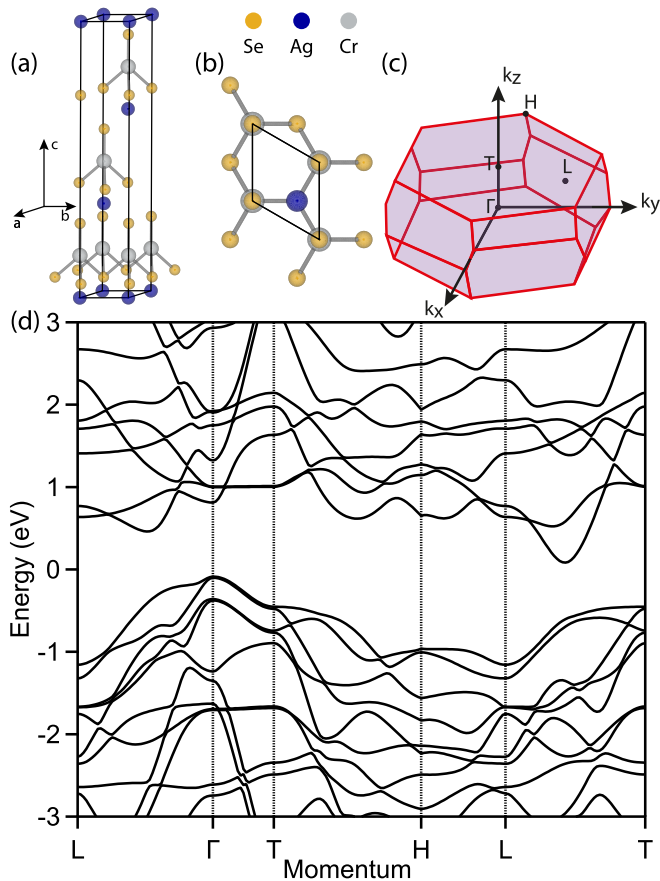 Se Ag Cr
(a)
(b)
(c)
c
a
b
kz
H
T
L
Γ
ky
kx
(d)
3
2
1
0
-1
-2
-3
Energy (eV)
L Γ T H L T
Momentum